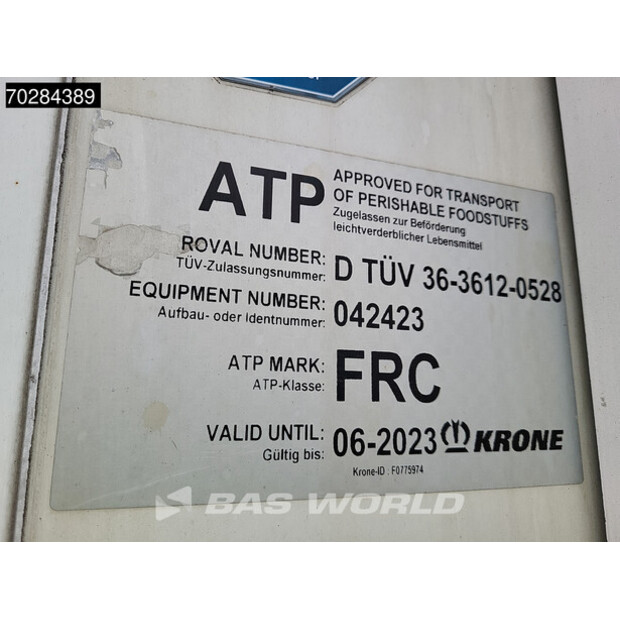 70284389
ATP
APPROVED FOR TRANSPORT
OF PERISHABLE FOODSTUFFS
Zugelassen zur Beförderung
leichtverderblicher Lebensmittel
ROVAL NUMBER: D TÜV 36-3612-0528
TÜV-Zulassungsnummer:
EQUIPMENT NUMBER: 042423
Aufbau- oder Identnummer:
ATP MARK: FRC
ATP-Klasse:
VALID UNTIL: 06-2023 KRONE
Gültig bis:
Krone-ID : F0775974
BAS WORLD